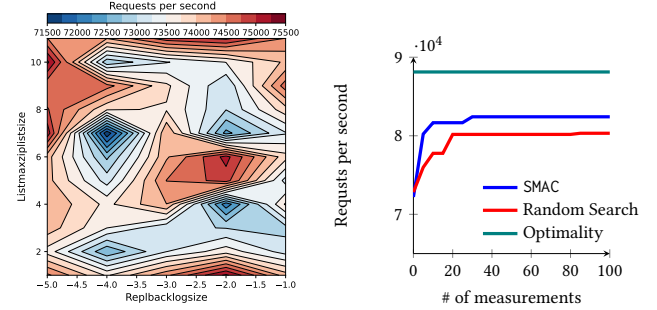 Requests per second
71500 72000 72500 73000 73500 74000 74500 75000 75500
10
8
6
4
2
Listmaxziplistsize
−5.0 −4.5 −4.0 −3.5 −3.0 −2.5 −2.0 −1.5 −1.0
Replbacklogsize
·10⁴
9
8
7
Requsts per second
SMAC
Random Search
Optimality
0 20 40 60 80 100
# of measurements